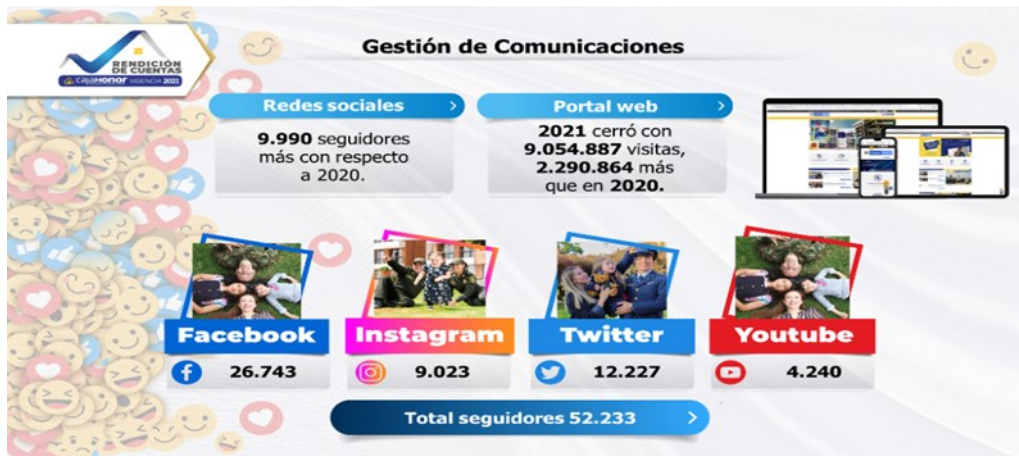 Gestión de Comunicaciones
RENDICIÓN
DE CUENTAS
CajaHonor VIGENCIA 2021
Redes sociales
9.990 seguidores
más con respecto
a 2020.
Portal web
2021 cerró con
9.054.887 visitas,
2.290.864 más
que en 2020.
Facebook
26.743
Instagram
9.023
Twitter
12.227
Youtube
4.240
Total seguidores 52.233